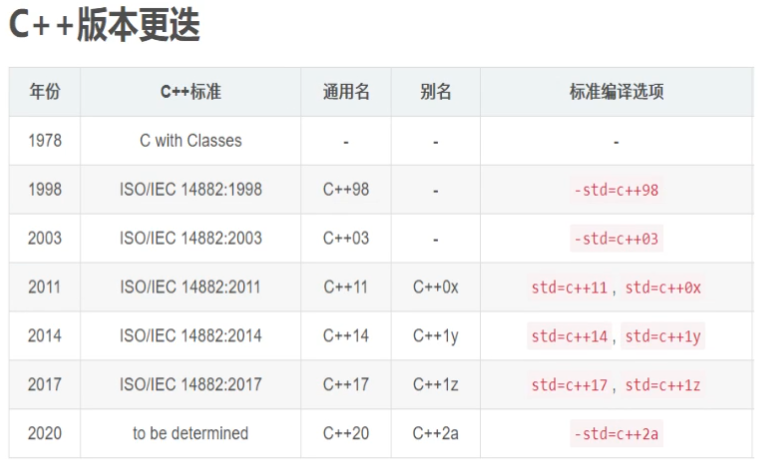 C++版本更迭
年份 C++标准 通用名 别名 标准编译选项
1978 C with Classes - - -
1998 ISO/IEC 14882:1998 C++98 - -std=c++98
2003 ISO/IEC 14882:2003 C++03 - -std=c++03
2011 ISO/IEC 14882:2011 C++11 C++0x std=c++11, std=c++0x
2014 ISO/IEC 14882:2014 C++14 C++1y std=c++14, std=c++1y
2017 ISO/IEC 14882:2017 C++17 C++1z std=c++17, std=c++1z
2020 to be determined C++20 C++2a -std=c++2a